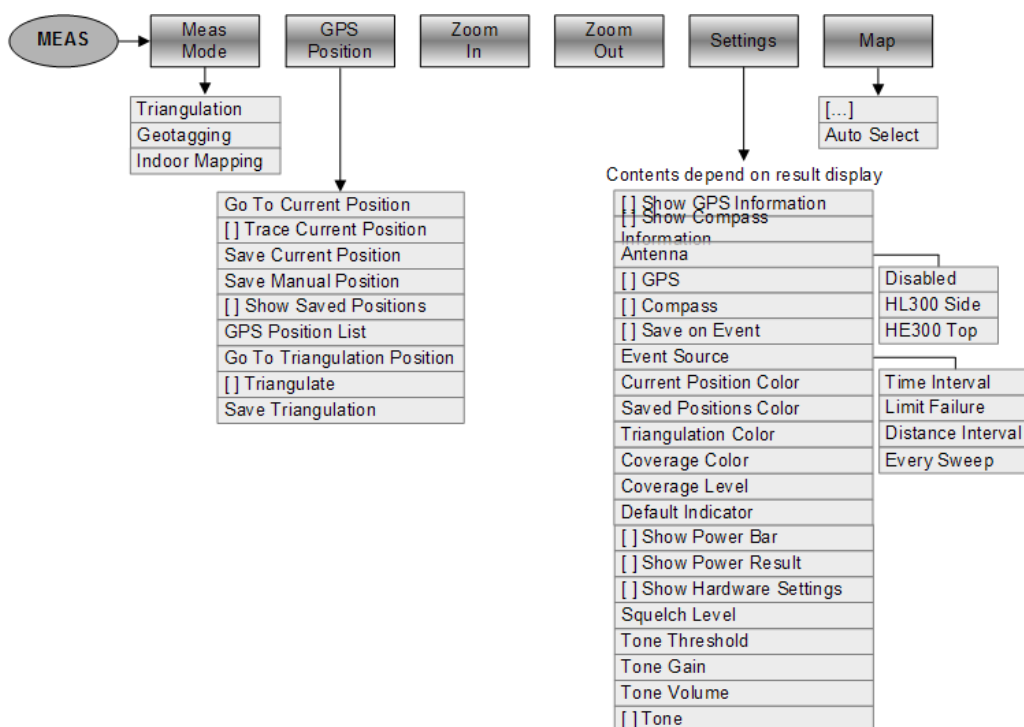 MEAS
Meas
Mode
GPS
Position
Zoom
In
Zoom
Out
Settings
Map
Triangulation
Geotagging
Indoor Mapping
[...]
Auto Select
Go To Current Position
[ ] Trace Current Position
Save Current Position
Save Manual Position
[ ] Show Saved Positions
GPS Position List
Go To Triangulation Position
[ ] Triangulate
Save Triangulation
Contents depend on result display
[ ] Show GPS Information
[ ] Show Compass
Information
Antenna
[ ] GPS
[ ] Compass
[ ] Save on Event
Event Source
Current Position Color
Saved Positions Color
Triangulation Color
Coverage Color
Coverage Level
Default Indicator
[ ] Show Power Bar
[ ] Show Power Result
[ ] Show Hardware Settings
Squelch Level
Tone Threshold
Tone Gain
Tone Volume
[ ] Tone
Disabled
HL300 Side
HE300 Top
Time Interval
Limit Failure
Distance Interval
Every Sweep